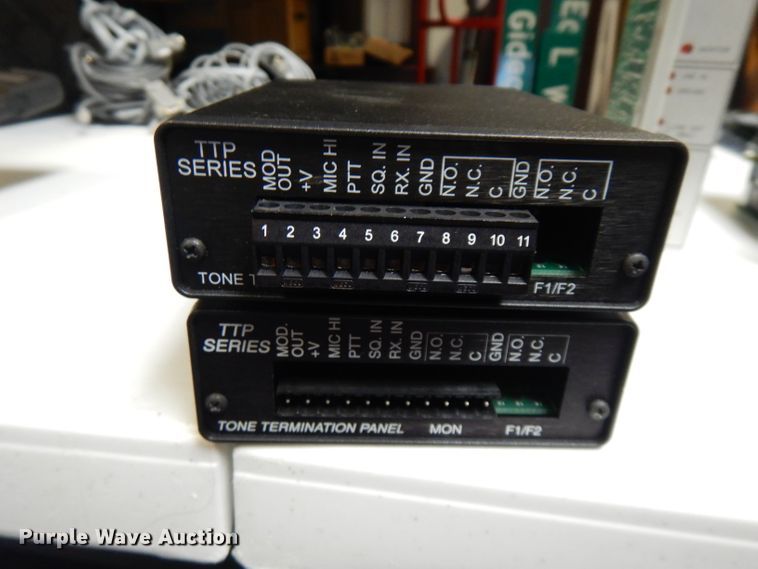 TTP
SERIES
MOD
OUT
+V
MIC HI
PTT
SQ. IN
RX. IN
GND
N.O.
N.C.
C
GND
N.O.
N.C.
C
1 2 3 4 5 6 7 8 9 10 11
TONE T
F1/F2
TTP
SERIES
MOD.
OUT
+V
MIC HI
PTT
SQ. IN
RX. IN
GND
N.O.
N.C.
C
GND
N.O.
N.C.
C
TONE TERMINATION PANEL MON F1/F2
Purple Wave Auction